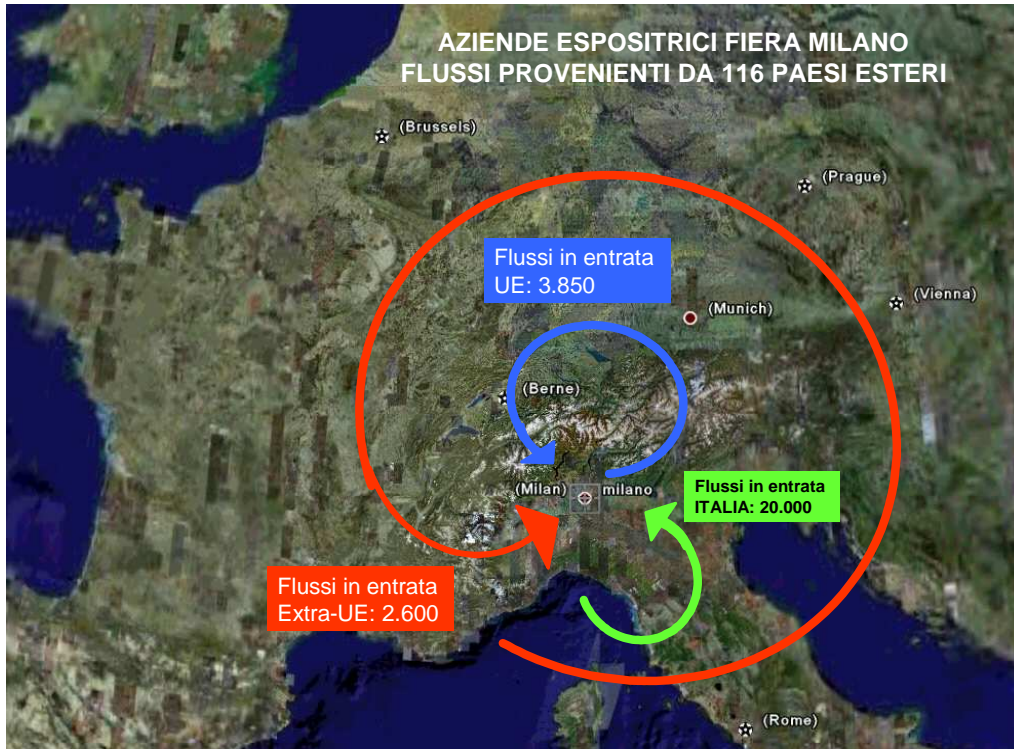 AZIENDE ESPOSITRICI FIERA MILANO
FLUSSI PROVENIENTI DA 116 PAESI ESTERI
(Brussels)
(Prague)
Flussi in entrata
UE: 3.850
(Vienna)
(Munich)
(Berne)
(Milan) milano
Flussi in entrata
ITALIA: 20.000
Flussi in entrata
Extra-UE: 2.600
(Rome)